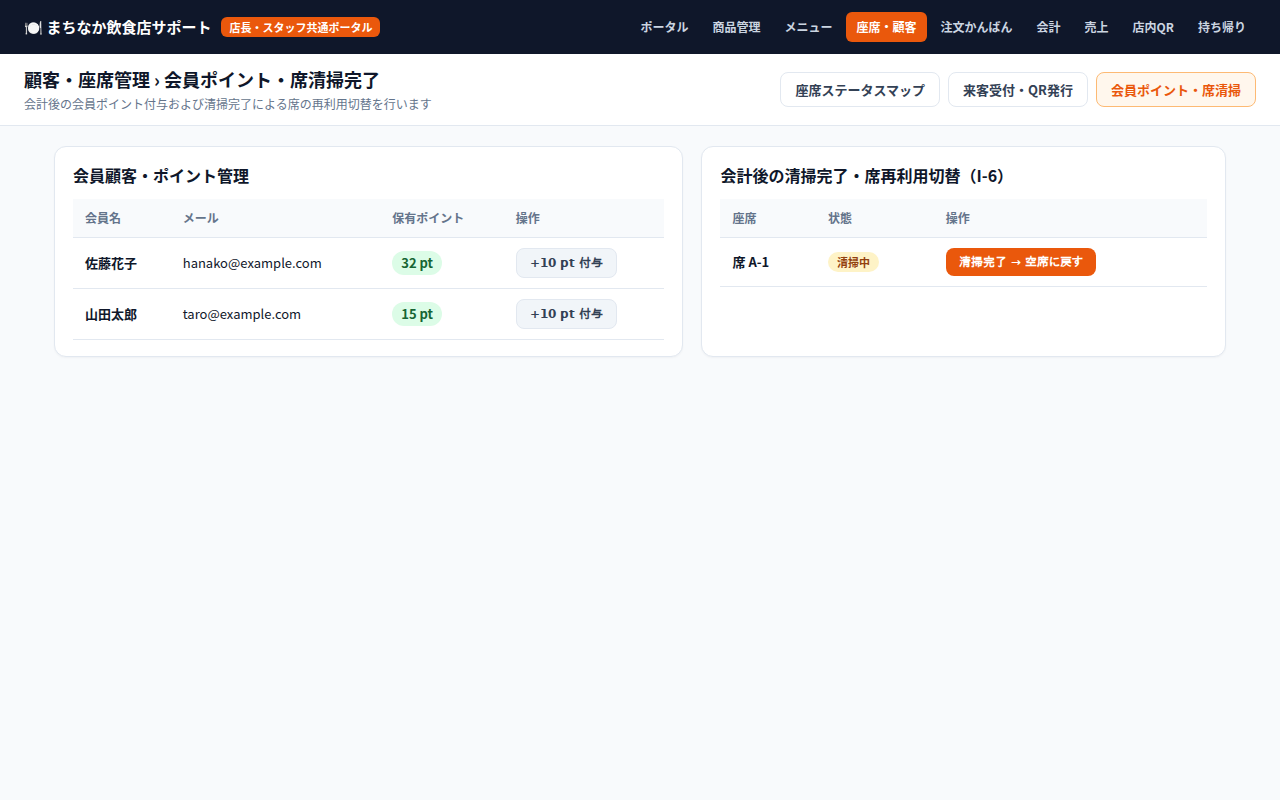 まちなか飲食店サポート 店長・スタッフ共通ポータル ポータル 商品管理 メニュー 座席・顧客 注文かんばん 会計 売上 店内QR 持ち帰り
顧客・座席管理 › 会員ポイント・席清掃完了
会計後の会員ポイント付与および清掃完了による席の再利用切替を行います
座席ステータスマップ 来客受付・QR発行 会員ポイント・席清掃
会員顧客・ポイント管理
会員名 メール 保有ポイント 操作
佐藤花子 hanako@example.com 32 pt +10 pt 付与
山田太郎 taro@example.com 15 pt +10 pt 付与
会計後の清掃完了・席再利用切替（I-6）
座席 状態 操作
席 A-1 清掃中 清掃完了 → 空席に戻す